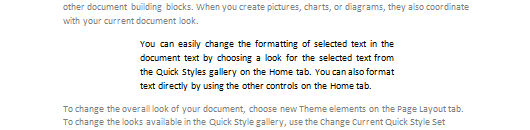 other document building blocks. When you create pictures, charts, or diagrams, they also coordinate
with your current document look.
You can easily change the formatting of selected text in the
document text by choosing a look for the selected text from
the Quick Styles gallery on the Home tab. You can also format
text directly by using the other controls on the Home tab.
To change the overall look of your document, choose new Theme elements on the Page Layout tab.
To change the looks available in the Quick Style gallery, use the Change Current Quick Style Set